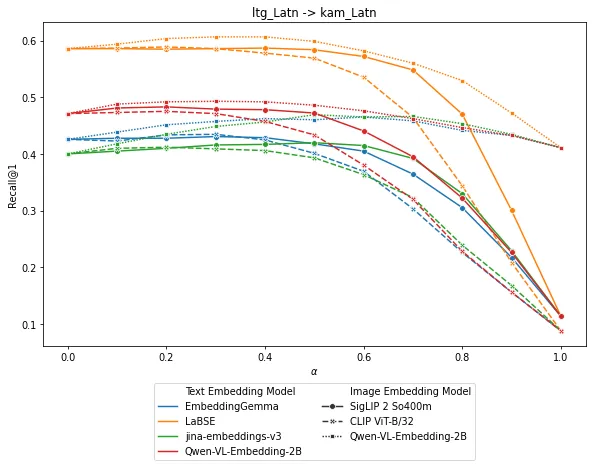 ltg_Latn -> kam_Latn
Recall@1
0.6
0.5
0.4
0.3
0.2
0.1
0.0 0.2 0.4 0.6 0.8 1.0
α
Text Embedding Model
EmbeddingGemma
LaBSE
jina-embeddings-v3
Qwen-VL-Embedding-2B
Image Embedding Model
SigLIP 2 So400m
CLIP ViT-B/32
Qwen-VL-Embedding-2B